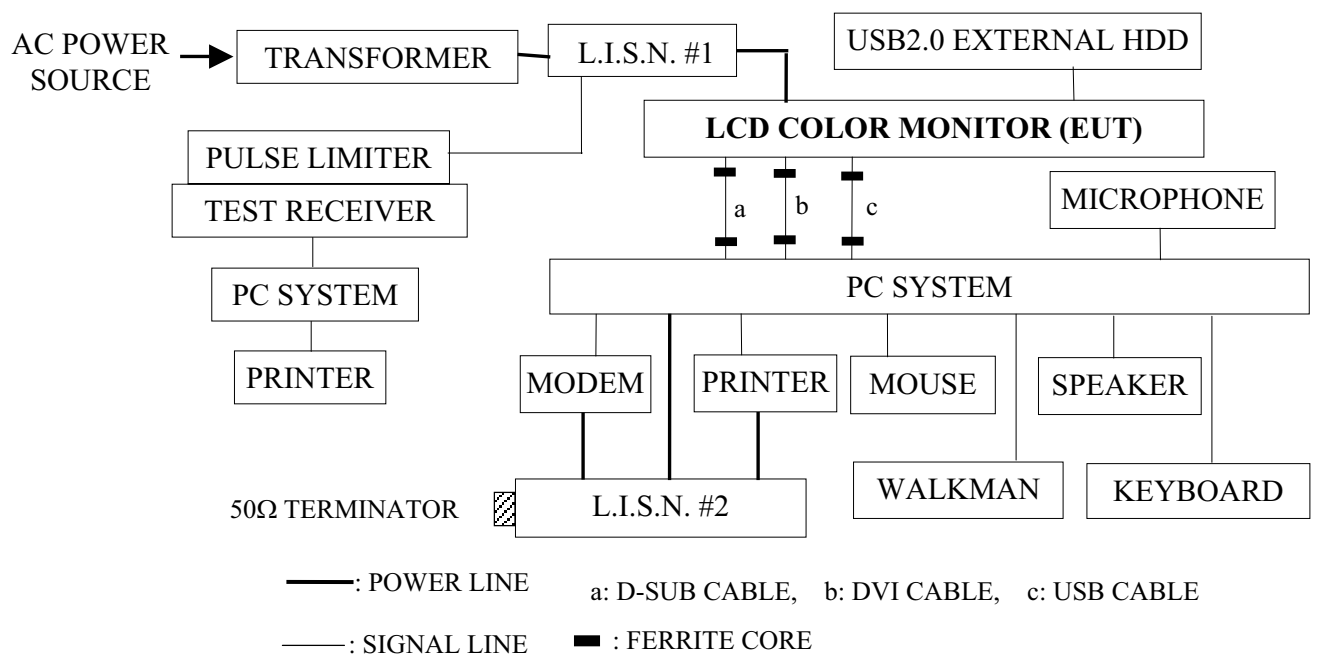 AC POWER
SOURCE
TRANSFORMER
L.I.S.N. #1
USB2.0 EXTERNAL HDD
LCD COLOR MONITOR (EUT)
PULSE LIMITER
TEST RECEIVER
a
b
c
MICROPHONE
PC SYSTEM
PC SYSTEM
PRINTER
MODEM
PRINTER
MOUSE
SPEAKER
WALKMAN
KEYBOARD
50Ω TERMINATOR
L.I.S.N. #2
: POWER LINE
a: D-SUB CABLE, b: DVI CABLE, c: USB CABLE
: SIGNAL LINE
: FERRITE CORE